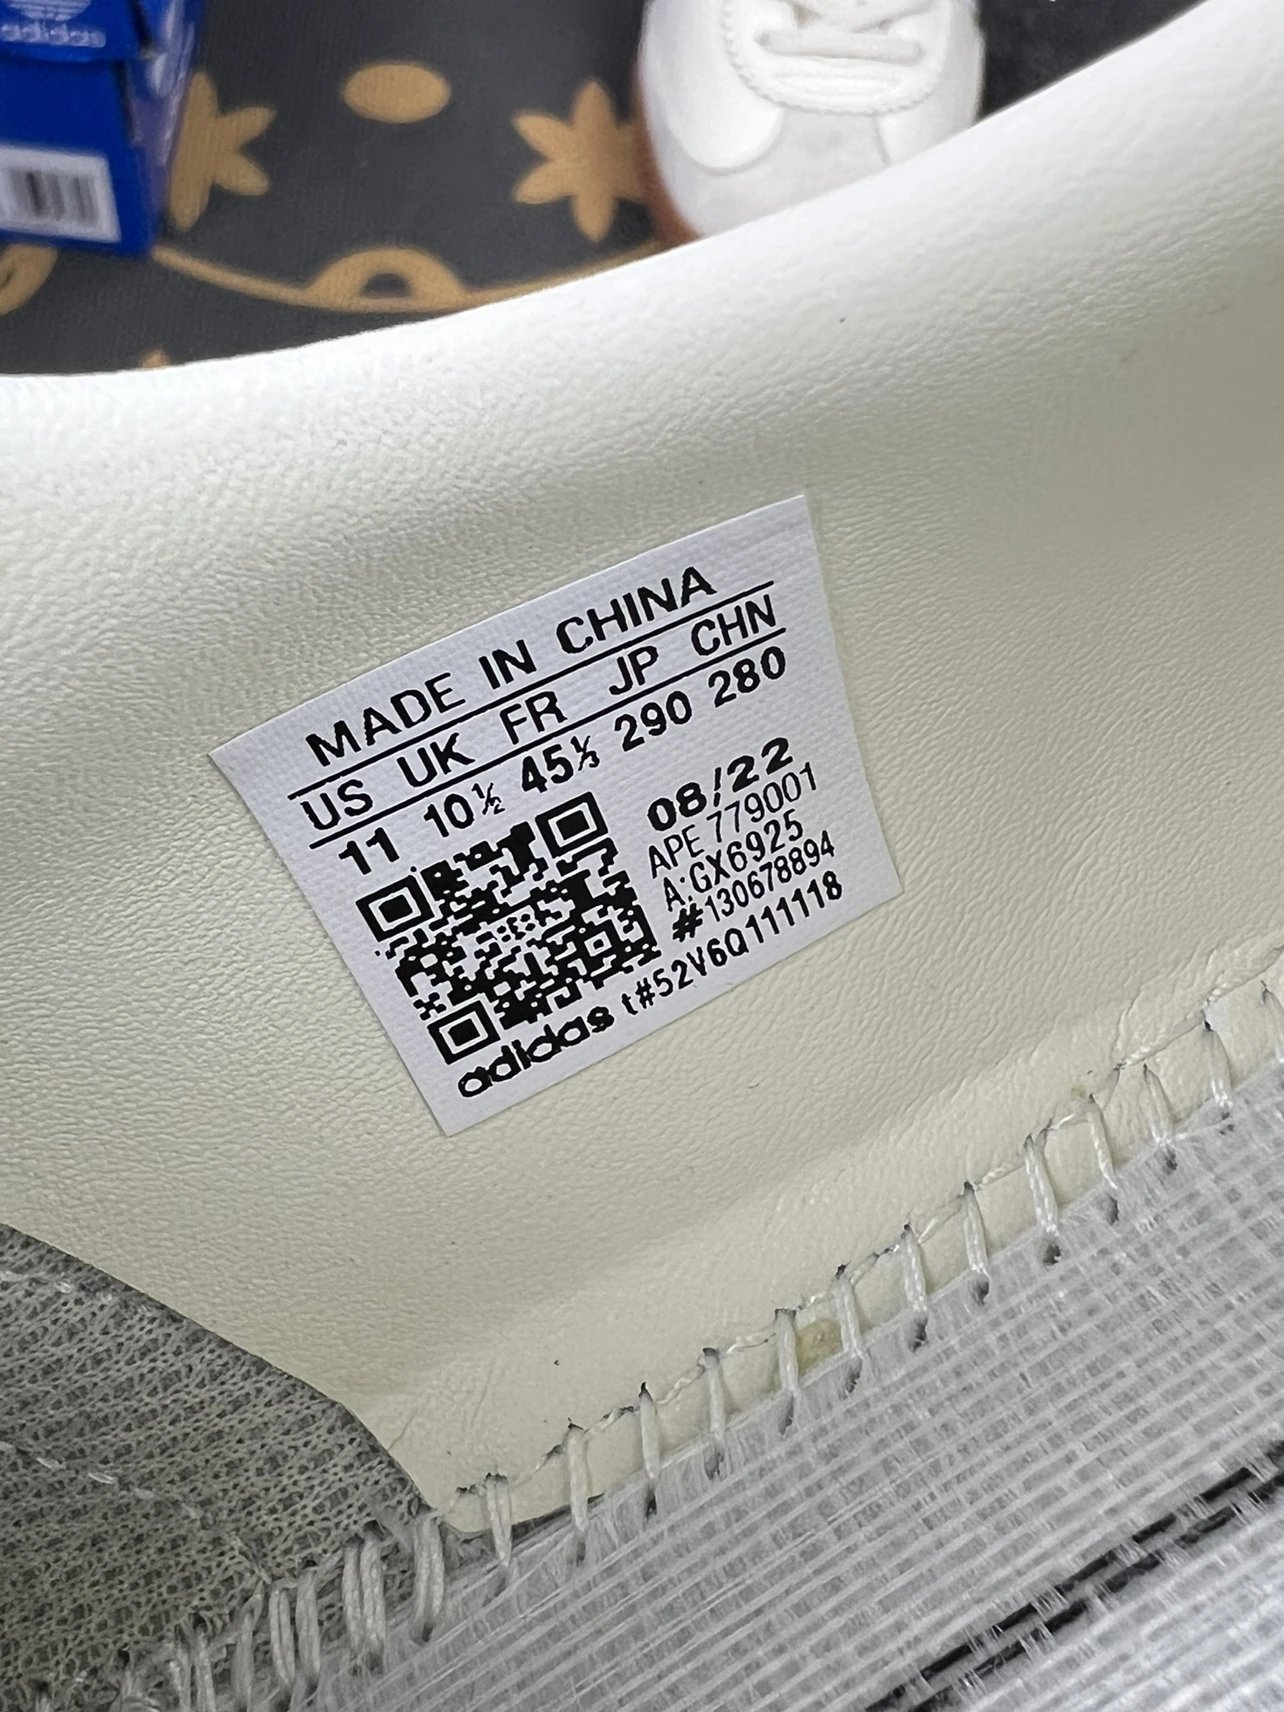 adidas
MADE IN CHINA
US UK FR JP CHN
11 10½ 45⅓ 290 280
08/22
APE 779001
A:GX6925
#130678894
adidas t#52V6Q111118